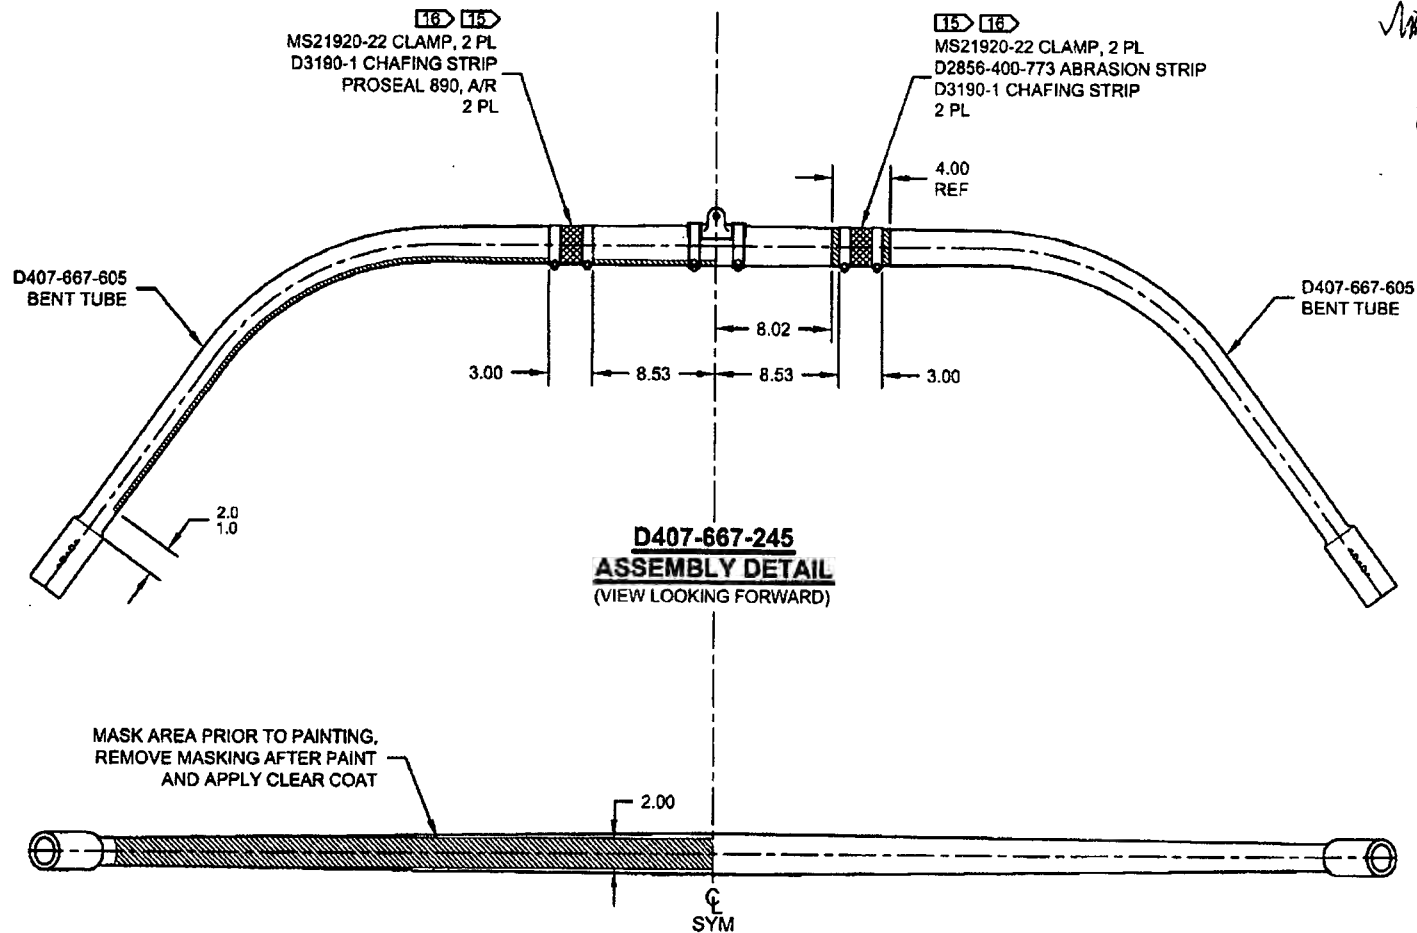 16 15
MS21920-22 CLAMP, 2 PL
D3190-1 CHAFING STRIP
PROSEAL 890, A/R
2 PL
15 16
MS21920-22 CLAMP, 2 PL
D2856-400-773 ABRASION STRIP
D3190-1 CHAFING STRIP
2 PL
4.00
REF
D407-667-605
BENT TUBE
D407-667-605
BENT TUBE
8.02
3.00
8.53
8.53
3.00
2.0
1.0
D407-667-245
ASSEMBLY DETAIL
(VIEW LOOKING FORWARD)
MASK AREA PRIOR TO PAINTING,
REMOVE MASKING AFTER PAINT
AND APPLY CLEAR COAT
2.00
℄
SYM